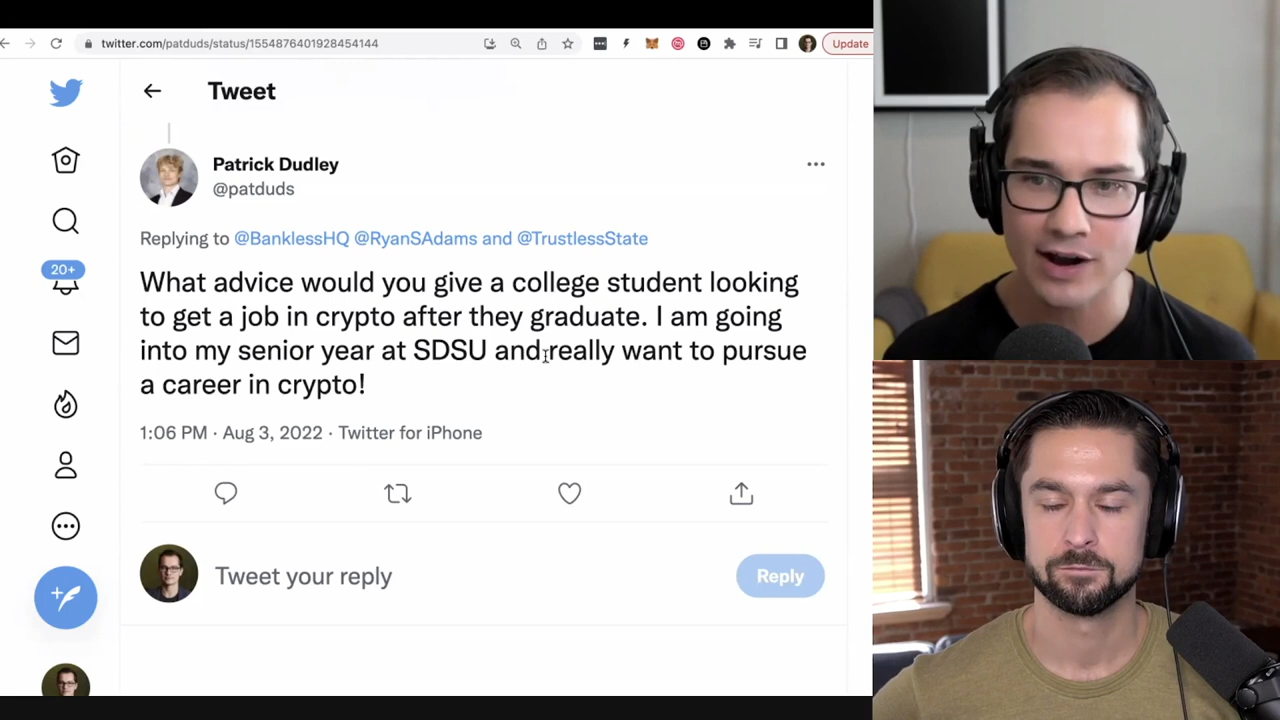 twitter.com/patduds/status/1554876401928454144
Update
Tweet
Patrick Dudley
@patduds
Replying to @BanklessHQ @RyanSAdams and @TrustlessState
20+
What advice would you give a college student looking
to get a job in crypto after they graduate. I am going
into my senior year at SDSU and really want to pursue
a career in crypto!
1:06 PM · Aug 3, 2022 · Twitter for iPhone
Tweet your reply
Reply